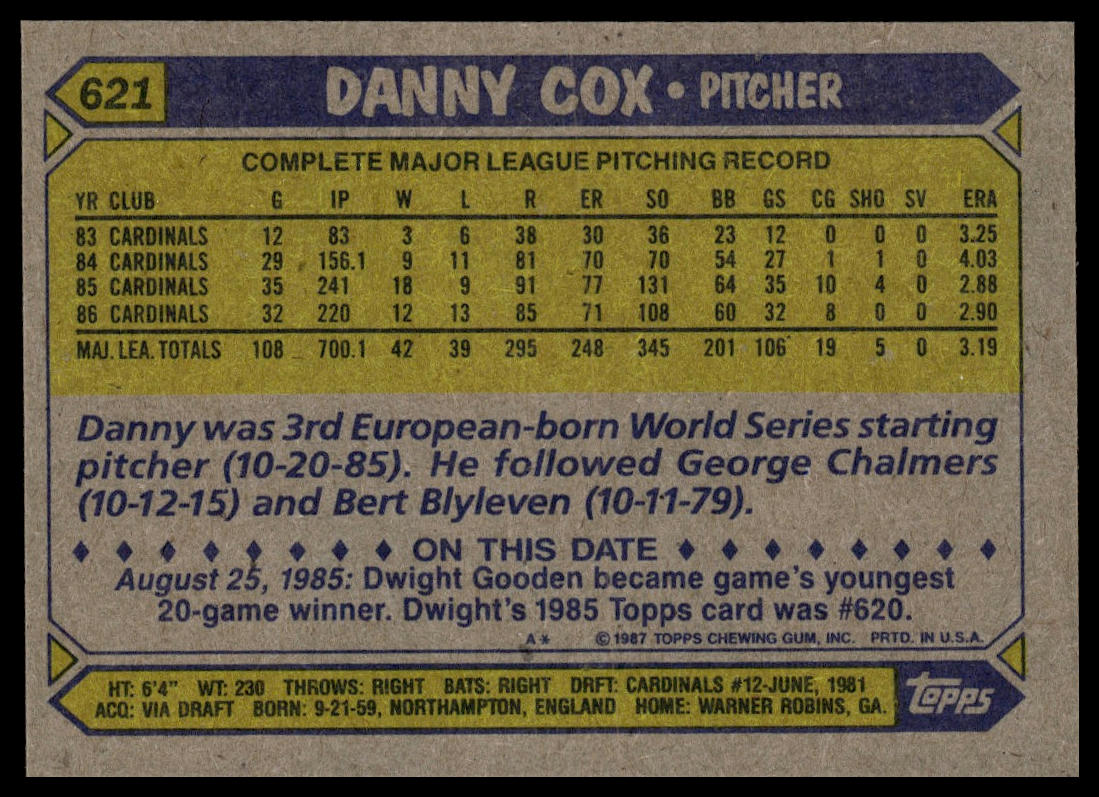 621 DANNY COX • PITCHER
COMPLETE MAJOR LEAGUE PITCHING RECORD
YR CLUB G IP W L R ER SO BB GS CG SHO SV ERA
83 CARDINALS 12 83 3 6 38 30 36 23 12 0 0 0 3.25
84 CARDINALS 29 156.1 9 11 81 70 70 54 27 1 1 0 4.03
85 CARDINALS 35 241 18 9 91 77 131 64 35 10 4 0 2.88
86 CARDINALS 32 220 12 13 85 71 108 60 32 8 0 0 2.90
MAJ. LEA. TOTALS 108 700.1 42 39 295 248 345 201 106 19 5 0 3.19
Danny was 3rd European-born World Series starting
pitcher (10-20-85). He followed George Chalmers
(10-12-15) and Bert Blyleven (10-11-79).
♦ ♦ ♦ ♦ ♦ ♦ ♦ ♦ ON THIS DATE ♦ ♦ ♦ ♦ ♦ ♦ ♦ ♦
August 25, 1985: Dwight Gooden became game's youngest
20-game winner. Dwight's 1985 Topps card was #620.
A* © 1987 TOPPS CHEWING GUM, INC. PRTD. IN U.S.A.
HT: 6'4" WT: 230 THROWS: RIGHT BATS: RIGHT DRFT: CARDINALS #12-JUNE, 1981
ACQ: VIA DRAFT BORN: 9-21-59, NORTHAMPTON, ENGLAND HOME: WARNER ROBINS, GA.
topps